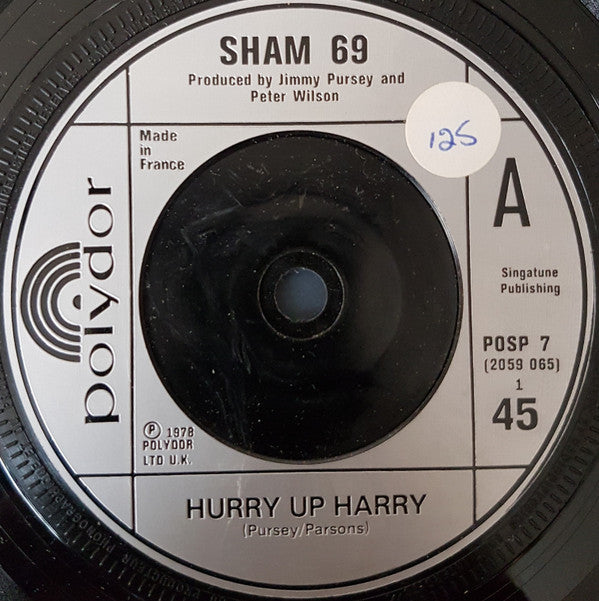 SHAM 69
Produced by Jimmy Pursey and
Peter Wilson
125
Made
in
France
A
polydor
Singatune
Publishing
POSP 7
(2059 065)
1
45
Ⓟ 1978
POLYDOR
LTD U.K.
HURRY UP HARRY
(Pursey/Parsons)